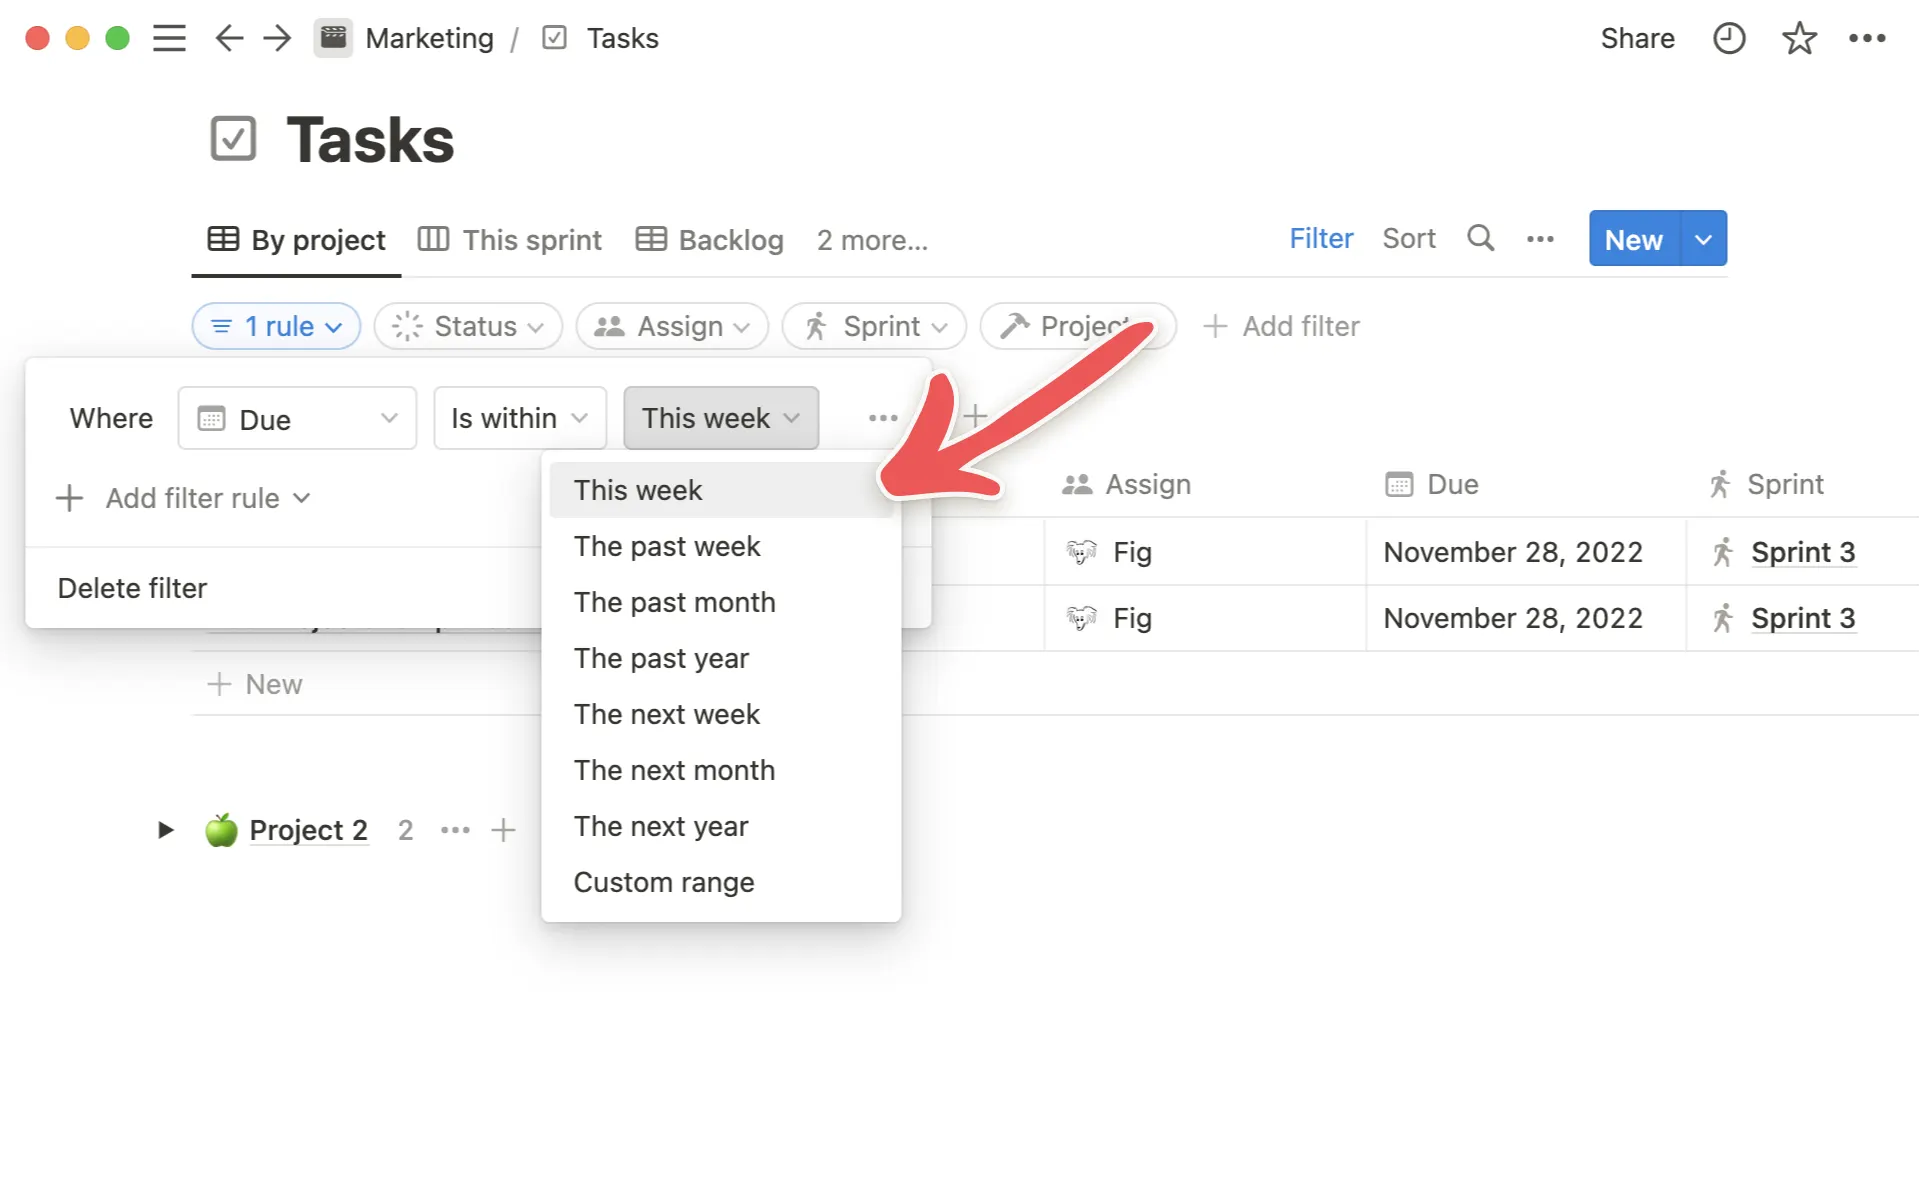 Marketing / Tasks
Share
Tasks
By project This sprint Backlog 2 more...
Filter Sort New
1 rule Status Assign Sprint Project Add filter
Where Due Is within This week
Add filter rule
Delete filter
This week
The past week
The past month
The past year
The next week
The next month
The next year
Custom range
Assign Due Sprint
Fig November 28, 2022 Sprint 3
Fig November 28, 2022 Sprint 3
New
Project 2 2